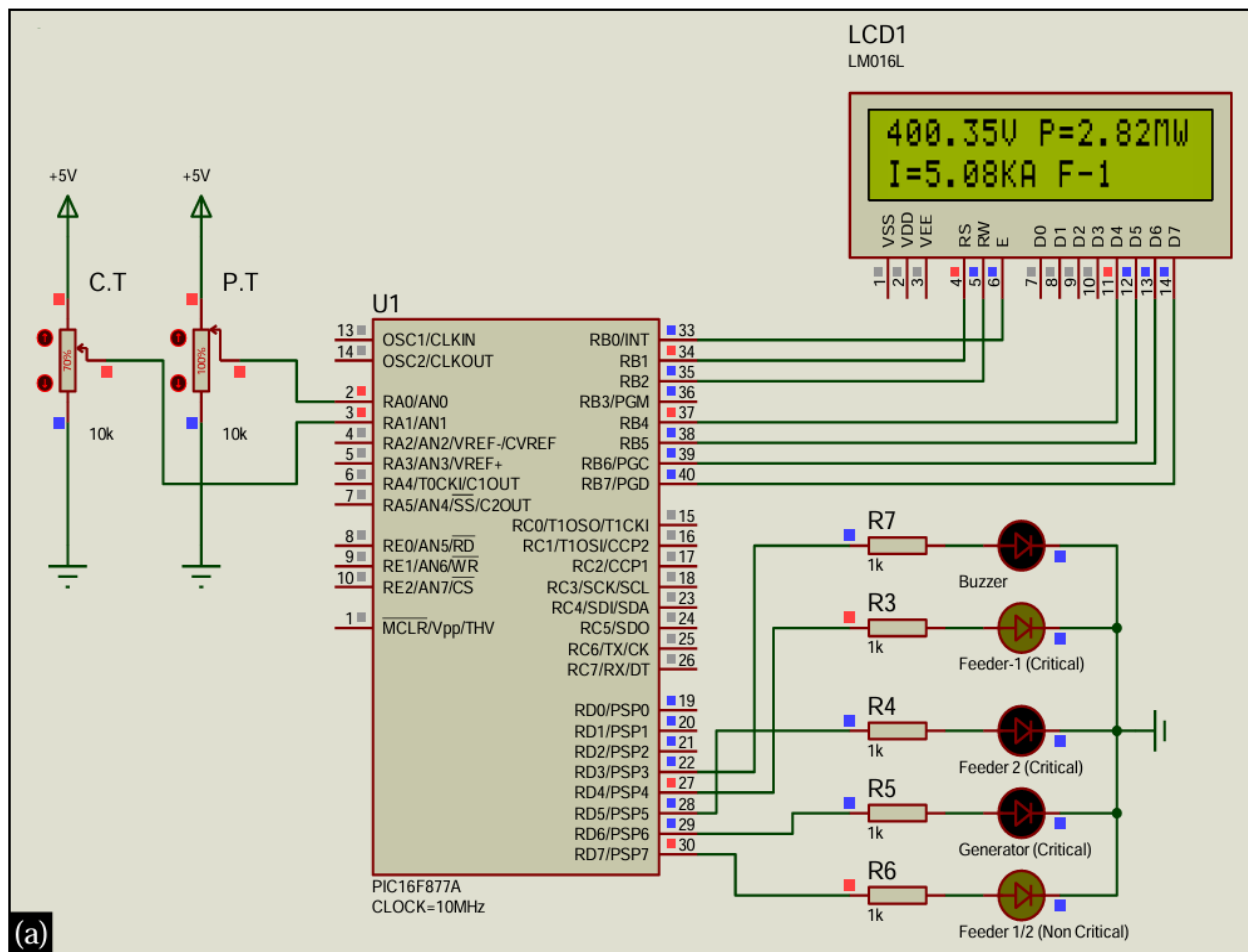 LCD1
LM016L
400.35V P=2.82MW
I=5.08KA F-1
VSS
VDD
VEE
RS
RW
E
D0
D1
D2
D3
D4
D5
D6
D7
1
2
3
4
5
6
7
8
9
10
11
12
13
14
+5V
+5V
C.T
P.T
70%
100%
10k
10k
U1
13 OSC1/CLKIN
14 OSC2/CLKOUT
2 RA0/AN0
3 RA1/AN1
4 RA2/AN2/VREF-/CVREF
5 RA3/AN3/VREF+
6 RA4/T0CKI/C1OUT
7 RA5/AN4/SS/C2OUT
8 RE0/AN5/RD
9 RE1/AN6/WR
10 RE2/AN7/CS
1 MCLR/Vpp/THV
RB0/INT 33
RB1 34
RB2 35
RB3/PGM 36
RB4 37
RB5 38
RB6/PGC 39
RB7/PGD 40
RC0/T1OSO/T1CKI 15
RC1/T1OSI/CCP2 16
RC2/CCP1 17
RC3/SCK/SCL 18
RC4/SDI/SDA 23
RC5/SDO 24
RC6/TX/CK 25
RC7/RX/DT 26
RD0/PSP0 19
RD1/PSP1 20
RD2/PSP2 21
RD3/PSP3 22
RD4/PSP4 27
RD5/PSP5 28
RD6/PSP6 29
RD7/PSP7 30
PIC16F877A
CLOCK=10MHz
R7
1k
Buzzer
R3
1k
Feeder-1 (Critical)
R4
1k
Feeder 2 (Critical)
R5
1k
Generator (Critical)
R6
1k
Feeder 1/2 (Non Critical)
(a)